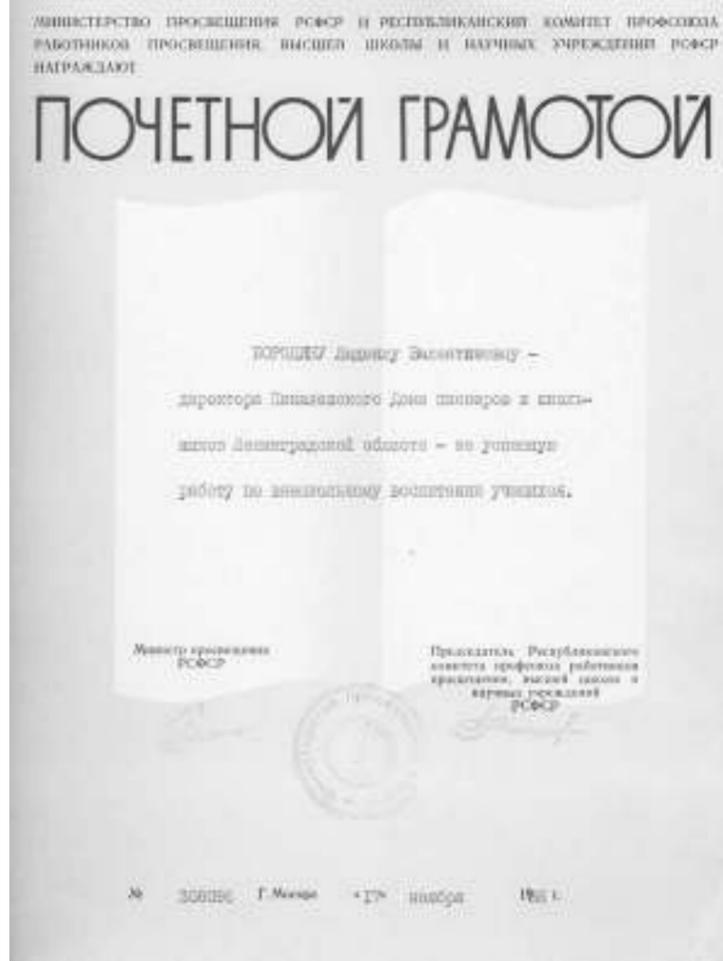 МИНИСТЕРСТВО ПРОСВЕЩЕНИЯ РСФСР И РЕСПУБЛИКАНСКИЙ КОМИТЕТ ПРОФСОЮЗА
РАБОТНИКОВ ПРОСВЕЩЕНИЯ, ВЫСШЕЙ ШКОЛЫ И НАУЧНЫХ УЧРЕЖДЕНИЙ РСФСР
НАГРАЖДАЮТ
ПОЧЕТНОЙ ГРАМОТОЙ
Людмилу Валентиновну –
директора Дома пионеров и школь-
ников Ленинградской области – за успешную
работу по внешкольному воспитанию учащихся.
Министр просвещения
РСФСР
Председатель Республиканского
комитета профсоюза работников
просвещения, высшей школы и
научных учреждений
РСФСР
№ Г. Москва «17» ноября г.